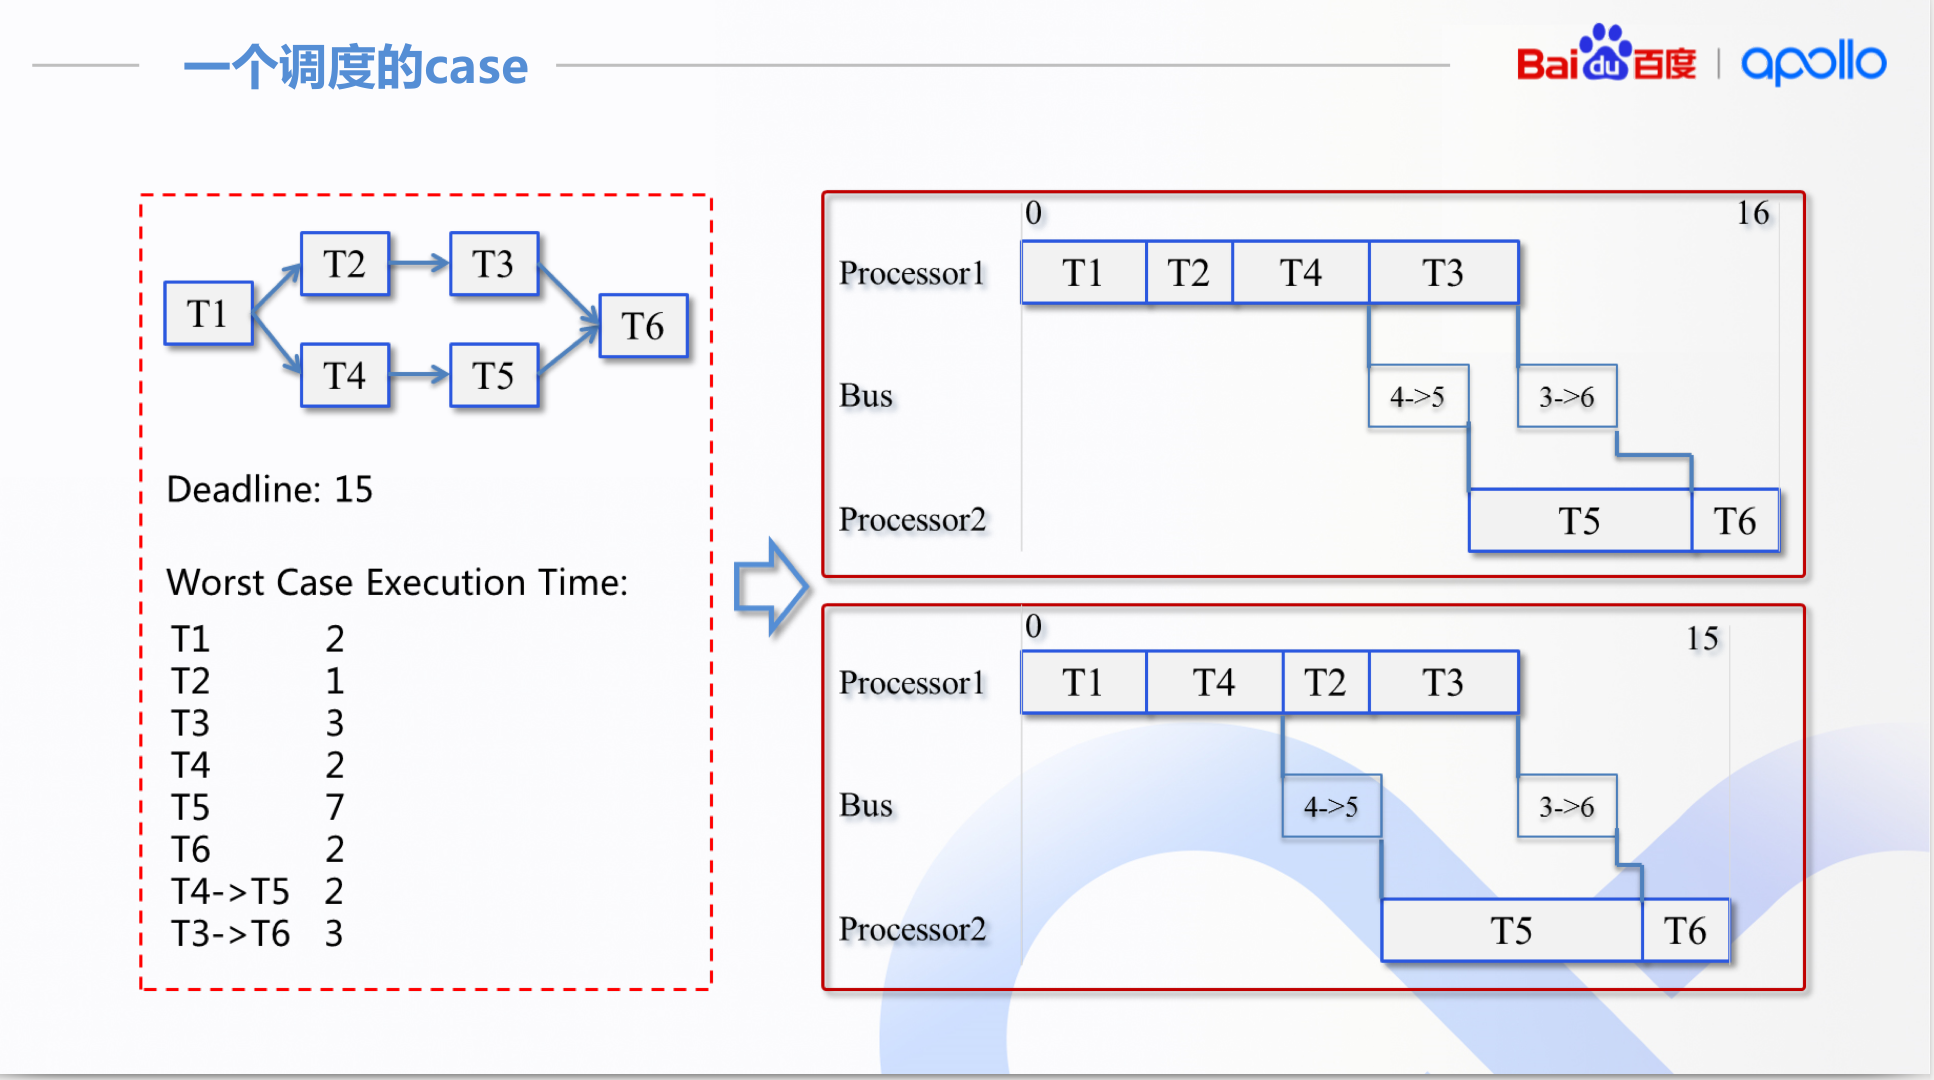 一个调度的case
Baidu百度 | apollo
T1
T2
T3
T4
T5
T6
Deadline: 15
Worst Case Execution Time:
T1 2
T2 1
T3 3
T4 2
T5 7
T6 2
T4->T5 2
T3->T6 3
0 16
Processor1 T1 T2 T4 T3
Bus 4->5 3->6
Processor2 T5 T6
0 15
Processor1 T1 T4 T2 T3
Bus 4->5 3->6
Processor2 T5 T6